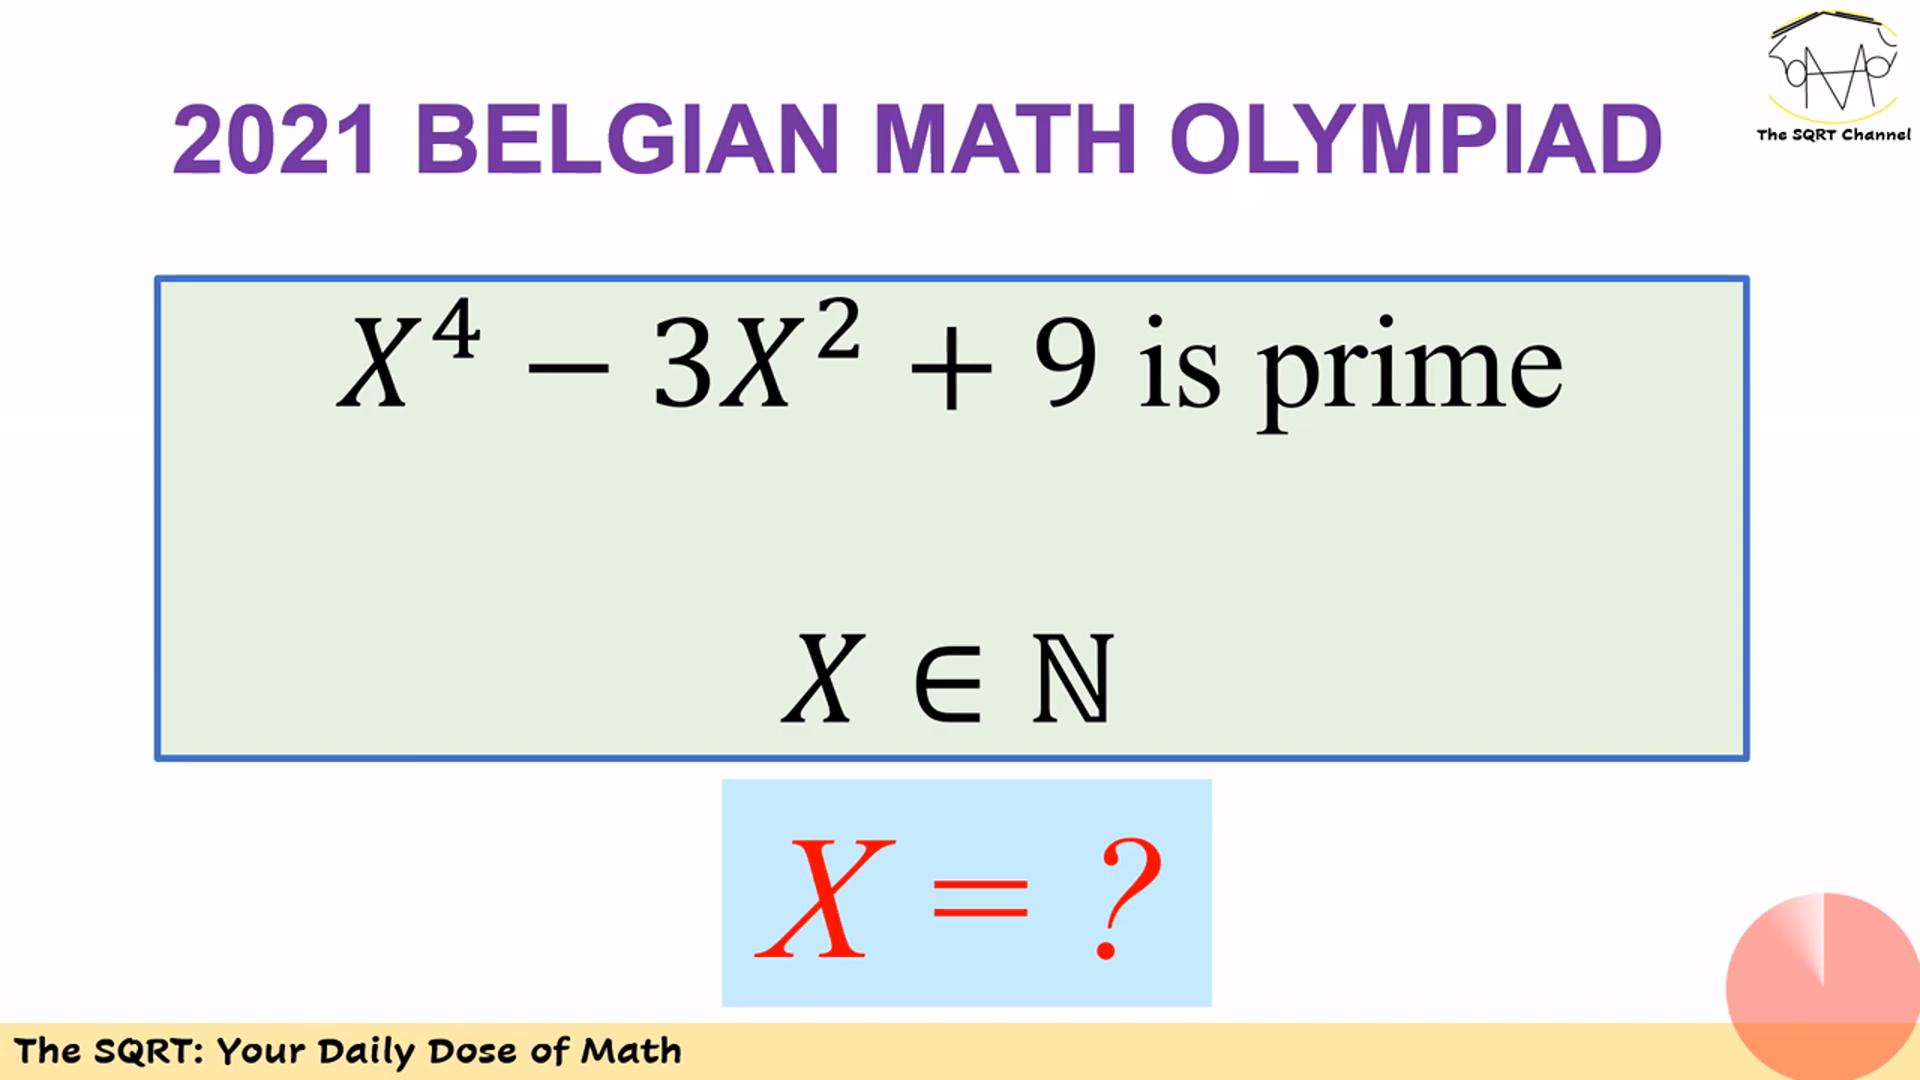 The SQRT Channel
2021 BELGIAN MATH OLYMPIAD
X⁴ − 3X² + 9 is prime
X ∈ ℕ
X = ?
The SQRT: Your Daily Dose of Math